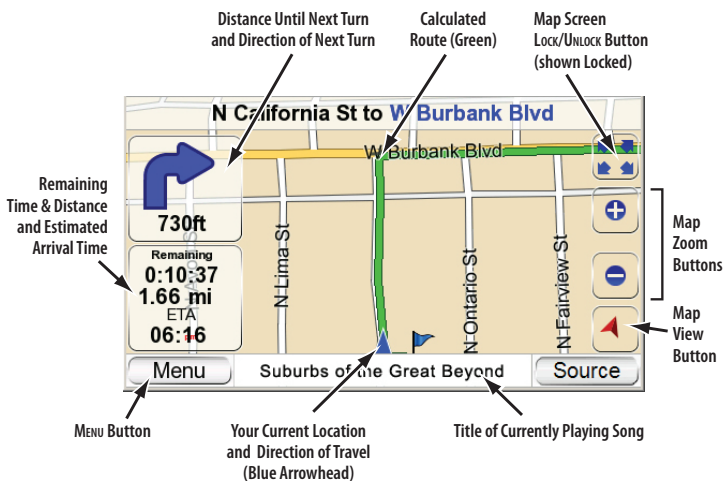 Distance Until Next Turn
and Direction of Next Turn
Calculated
Route (Green)
Map Screen
Lock/Unlock Button
(shown Locked)
N California St to W Burbank Blvd
W Burbank Blvd
730ft
Remaining
Time & Distance
and Estimated
Arrival Time
Remaining
0:10:37
1.66 mi
ETA
06:16
N Lima St
N Ontario St
N Fairview St
Map
Zoom
Buttons
Map
View
Button
Menu
Suburbs of the Great Beyond
Source
Menu Button
Your Current Location
and Direction of Travel
(Blue Arrowhead)
Title of Currently Playing Song